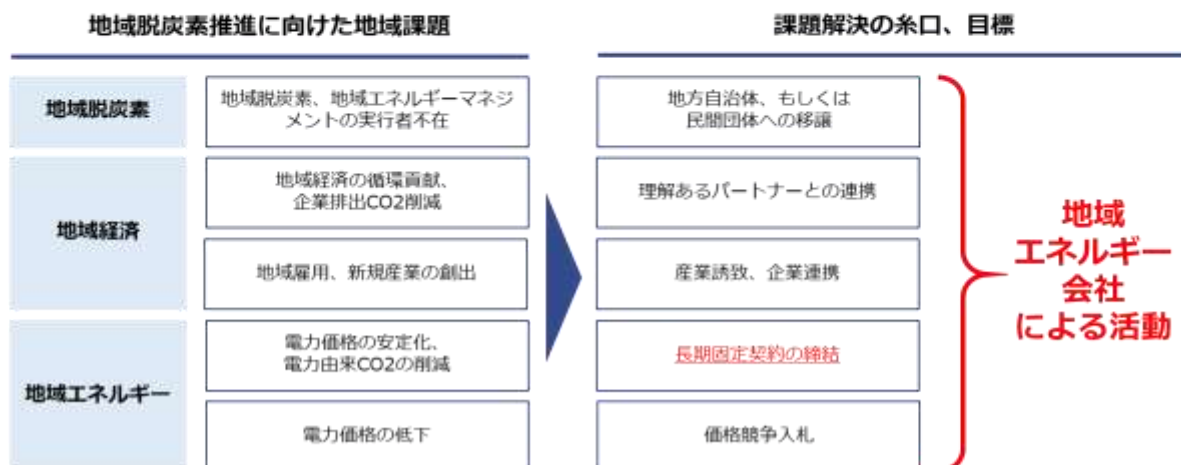 地域脱炭素推進に向けた地域課題
課題解決の糸口、目標
地域脱炭素
地域脱炭素、地域エネルギーマネジ
メントの実行者不在
地方自治体、もしくは
民間団体への移譲
地域経済
地域経済の循環貢献、
企業排出CO2削減
理解あるパートナーとの連携
地域雇用、新規産業の創出
産業誘致、企業連携
地域エネルギー
電力価格の安定化、
電力由来CO2の削減
長期固定契約の締結
電力価格の低下
価格競争入札
地域
エネルギー
会社
による活動